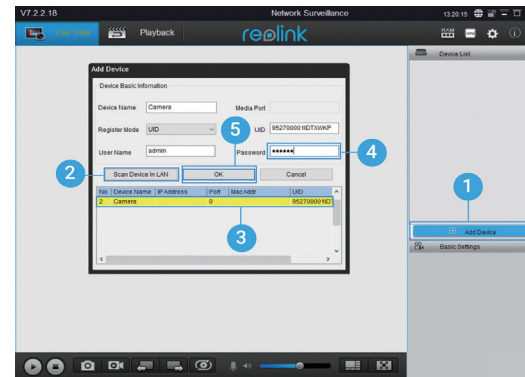 V7.2.2.18 Network Surveillance 13:20:15
Live View Playback reolink
Device List
Add Device
Device Basic Infomation
Device Name Camera Media Port
Register Mode UID UID 952700001IDTXWKP
User Name admin Password ******
Scan Device In LAN OK Cancel
No Device Name IP Address Port MacAddr UID
2 Camera 0 952700001ID
1
2
3
4
5
Add Device
Basic Settings